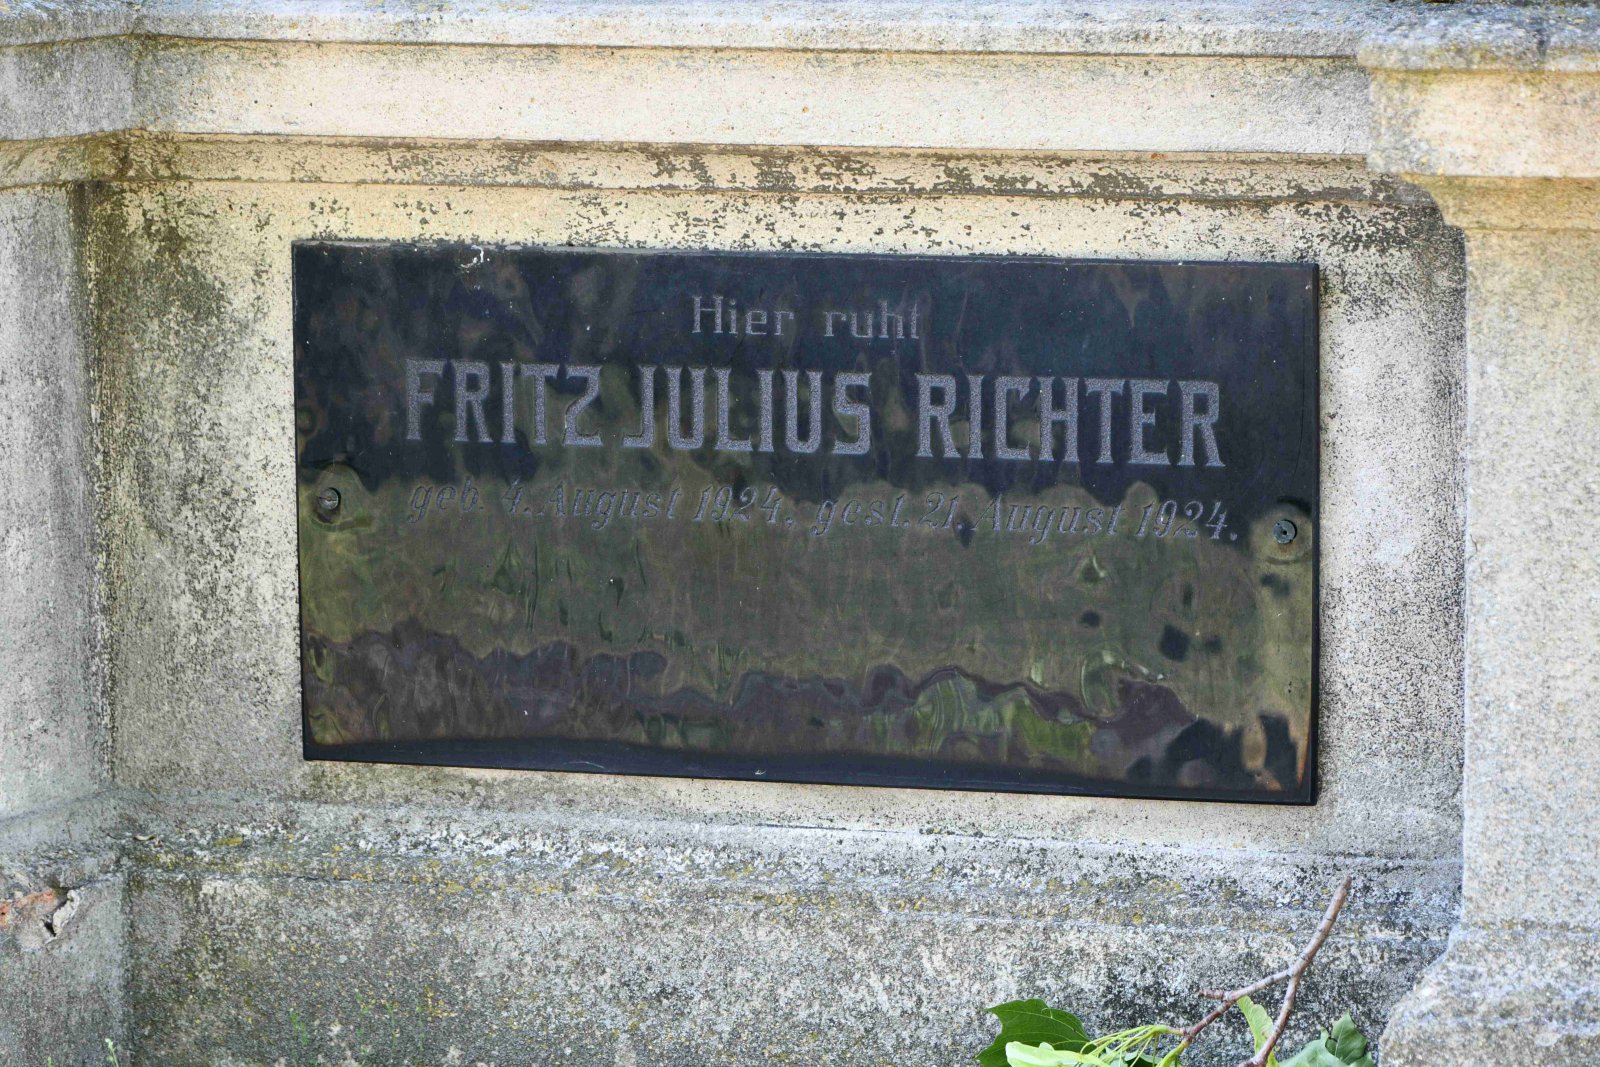 Hier ruht
FRITZ JULIUS RICHTER
geb. 4. August 1924, gest. 21. August 1924.